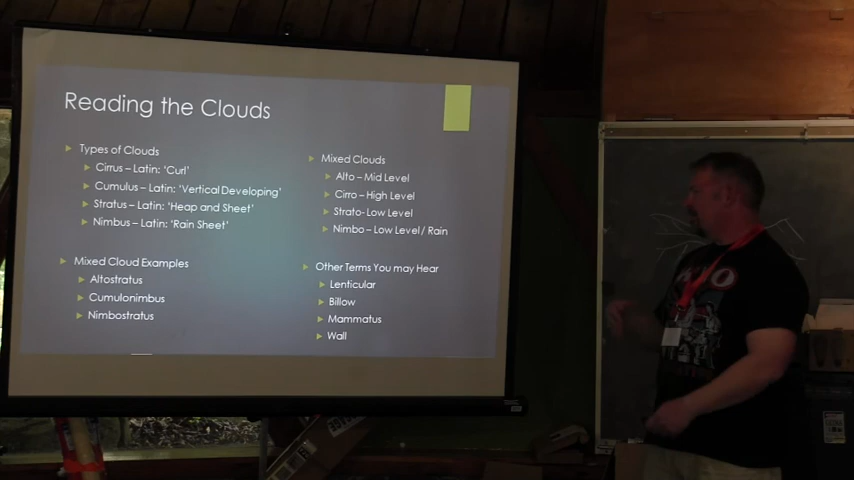 Reading the Clouds
Types of Clouds
Cirrus – Latin: 'Curl'
Cumulus – Latin: 'Vertical Developing'
Stratus – Latin: 'Heap and Sheet'
Nimbus – Latin: 'Rain Sheet'
Mixed Cloud Examples
Altostratus
Cumulonimbus
Nimbostratus
Mixed Clouds
Alto – Mid Level
Cirro – High Level
Strato- Low Level
Nimbo – Low Level / Rain
Other Terms You may Hear
Lenticular
Billow
Mammatus
Wall